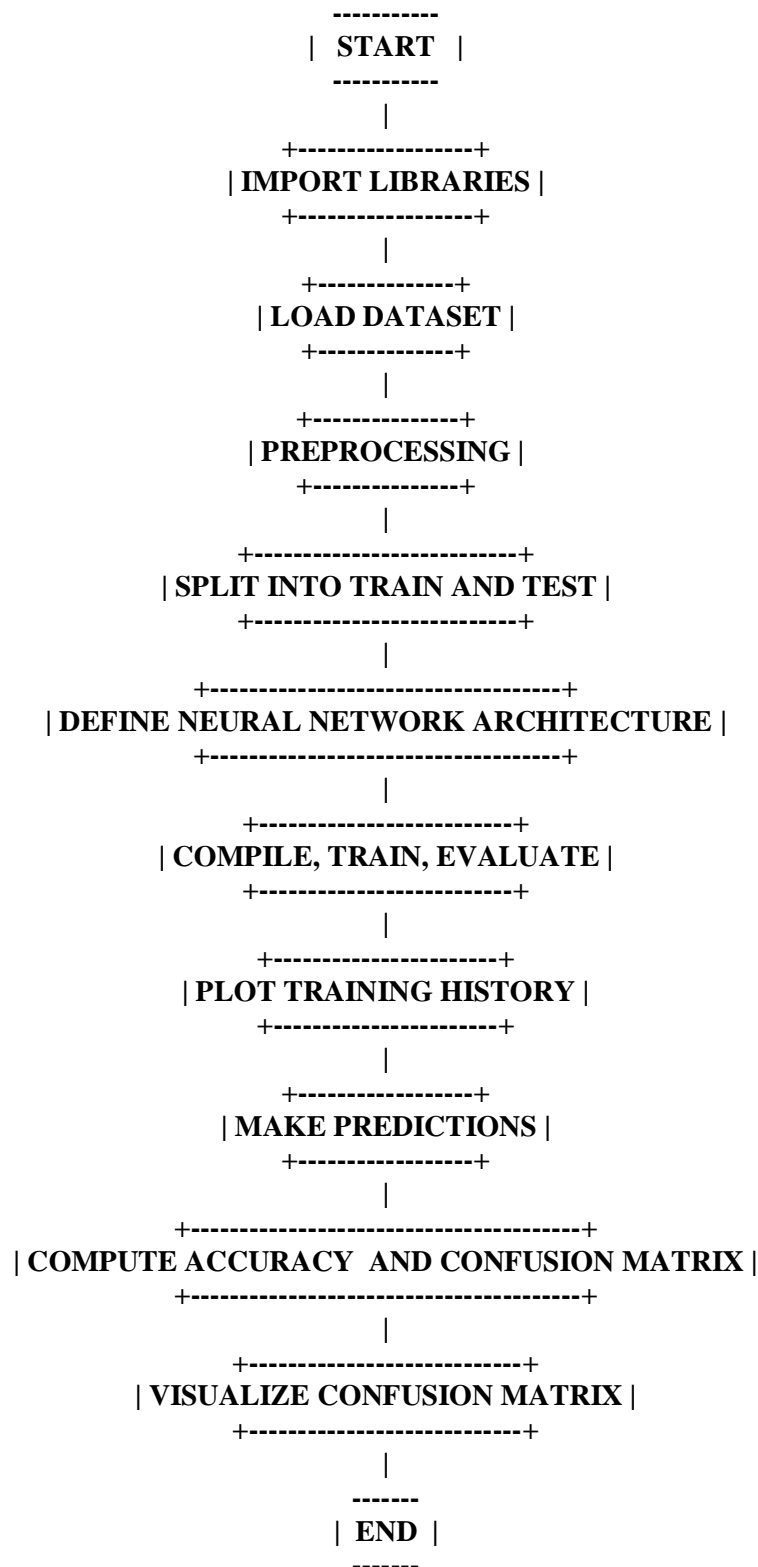 -----------
| START |
-----------
|
+------------------+
| IMPORT LIBRARIES |
+------------------+
|
+--------------+
| LOAD DATASET |
+--------------+
|
+---------------+
| PREPROCESSING |
+---------------+
|
+---------------------------+
| SPLIT INTO TRAIN AND TEST |
+---------------------------+
|
+------------------------------------+
| DEFINE NEURAL NETWORK ARCHITECTURE |
+------------------------------------+
|
+--------------------------+
| COMPILE, TRAIN, EVALUATE |
+--------------------------+
|
+-----------------------+
| PLOT TRAINING HISTORY |
+-----------------------+
|
+------------------+
| MAKE PREDICTIONS |
+------------------+
|
+----------------------------------------+
| COMPUTE ACCURACY AND CONFUSION MATRIX |
+----------------------------------------+
|
+----------------------------+
| VISUALIZE CONFUSION MATRIX |
+----------------------------+
|
-------
| END |
-------